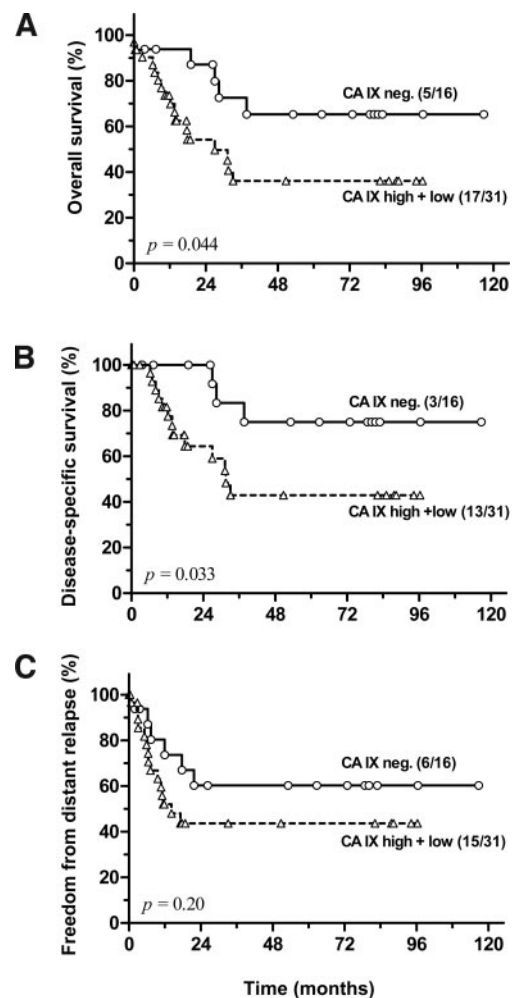 A
Overall survival (%)
100
80
60
40
20
0
CA IX neg. (5/16)
CA IX high + low (17/31)
p = 0.044
0 24 48 72 96 120
B
Disease-specific survival (%)
100
80
60
40
20
0
CA IX neg. (3/16)
CA IX high +low (13/31)
p = 0.033
0 24 48 72 96 120
C
Freedom from distant relapse (%)
100
80
60
40
20
0
CA IX neg. (6/16)
CA IX high + low (15/31)
p = 0.20
0 24 48 72 96 120
Time (months)